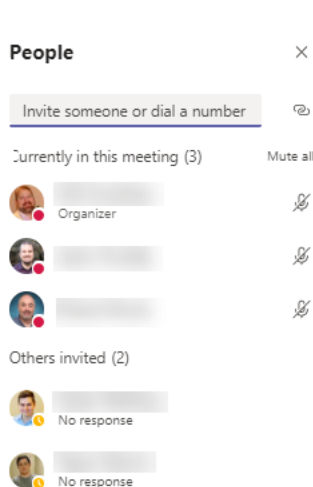 People
Invite someone or dial a number
Currently in this meeting (3)
Mute all
Organizer
Others invited (2)
No response
No response